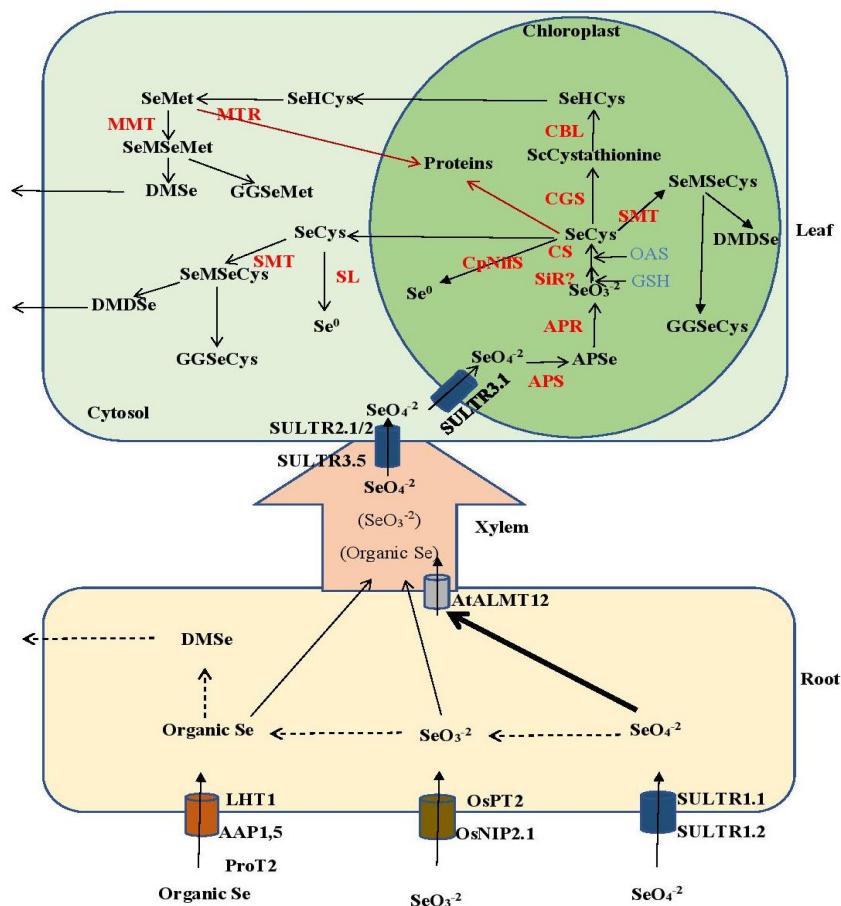 Chloroplast
SeMet
SeHCys
SeHCys
MMT
MTR
CBL
SeMSeMet
Proteins
ScCystathionine
DMSe
GGSeMet
CGS
SeMSeCys
SMT
Leaf
SeCys
SeCys
DMDSe
SMT
SeMSeCys
SL
CpNifS
CS
OAS
SiR?
GSH
SeO₃⁻²
DMDSe
Se⁰
Se⁰
APR
GGSeCys
GGSeCys
SeO₄⁻²
APSe
APS
SULTR3.1
Cytosol
SeO₄⁻²
SULTR2.1/2
SULTR3.5
SeO₄⁻²
(SeO₃⁻²)
Xylem
(Organic Se)
AtALMT12
DMSe
Root
Organic Se
SeO₃⁻²
SeO₄⁻²
LHT1
OsPT2
SULTR1.1
AAP1,5
OsNIP2.1
SULTR1.2
ProT2
Organic Se
SeO₃⁻²
SeO₄⁻²